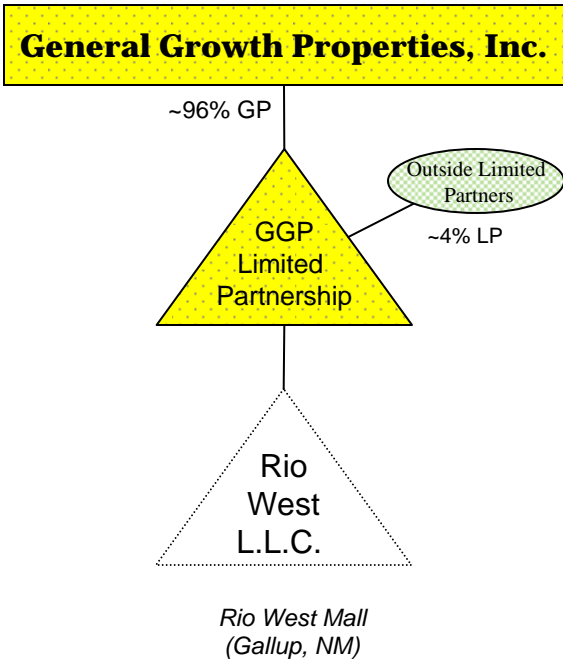 General Growth Properties, Inc.
~96% GP
Outside Limited
Partners
~4% LP
GGP
Limited
Partnership
Rio
West
L.L.C.
Rio West Mall
(Gallup, NM)